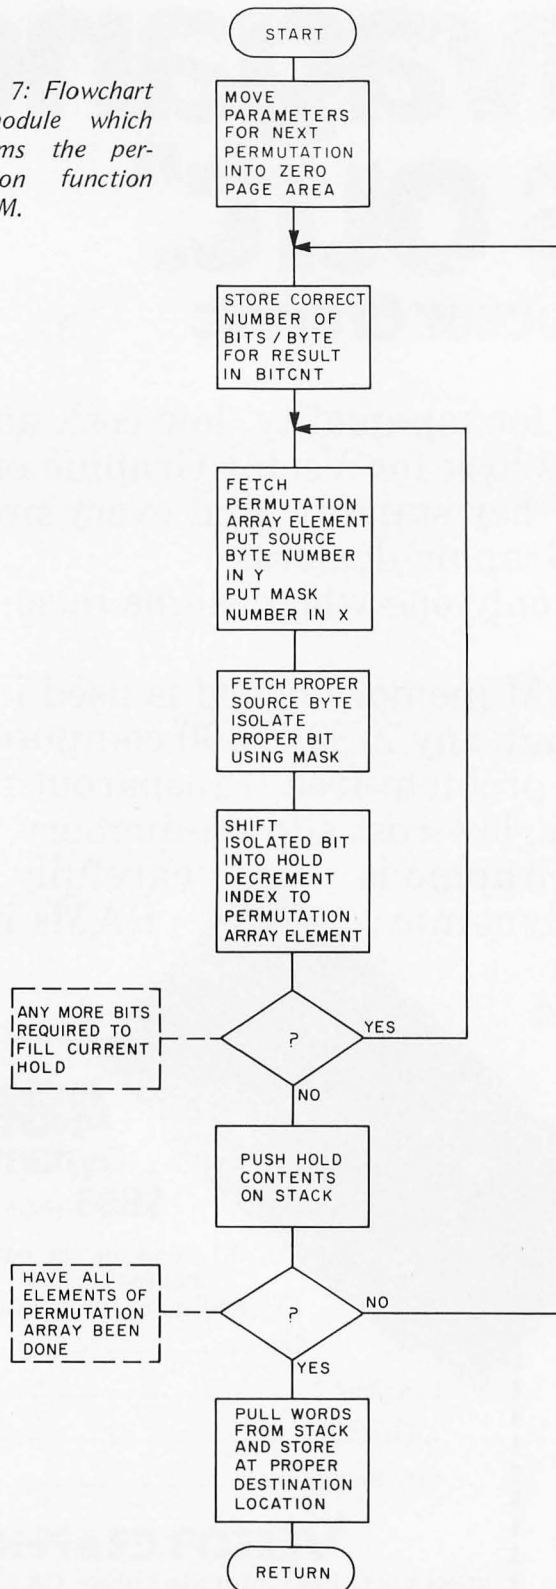 START
7: Flowchart
odule which
ms the per-
on function
M.
MOVE
PARAMETERS
FOR NEXT
PERMUTATION
INTO ZERO
PAGE AREA
STORE CORRECT
NUMBER OF
BITS / BYTE
FOR RESULT
IN BITCNT
FETCH
PERMUTATION
ARRAY ELEMENT
PUT SOURCE
BYTE NUMBER
IN Y
PUT MASK
NUMBER IN X
FETCH PROPER
SOURCE BYTE
ISOLATE
PROPER BIT
USING MASK
SHIFT
ISOLATED BIT
INTO HOLD
DECREMENT
INDEX TO
PERMUTATION
ARRAY ELEMENT
ANY MORE BITS
REQUIRED TO
FILL CURRENT
HOLD
?
YES
NO
PUSH HOLD
CONTENTS
ON STACK
HAVE ALL
ELEMENTS OF
PERMUTATION
ARRAY BEEN
DONE
?
NO
YES
PULL WORDS
FROM STACK
AND STORE
AT PROPER
DESTINATION
LOCATION
RETURN